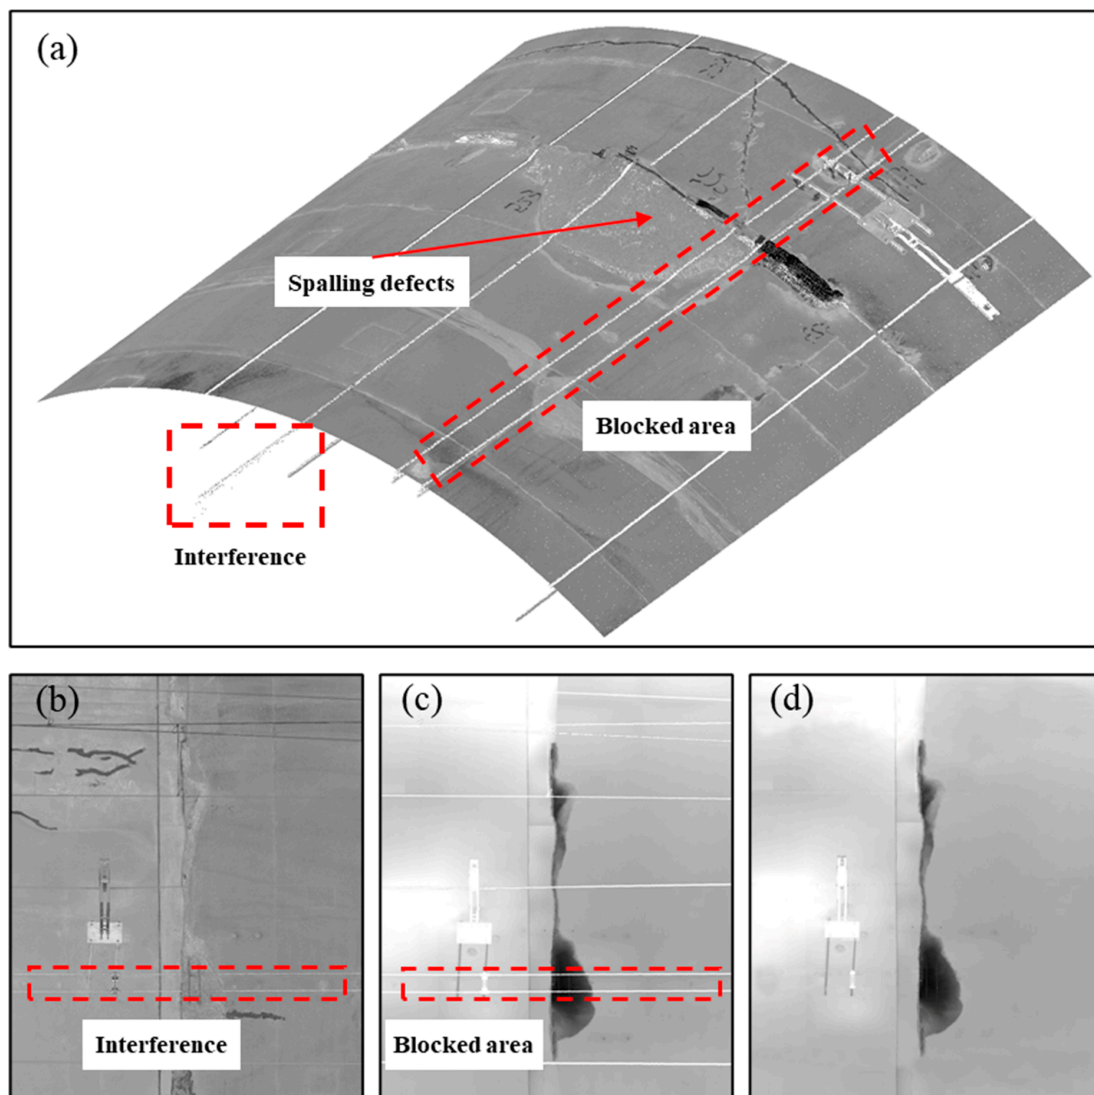 (a)
Spalling defects
Blocked area
Interference
(b)
(c)
(d)
Interference
Blocked area